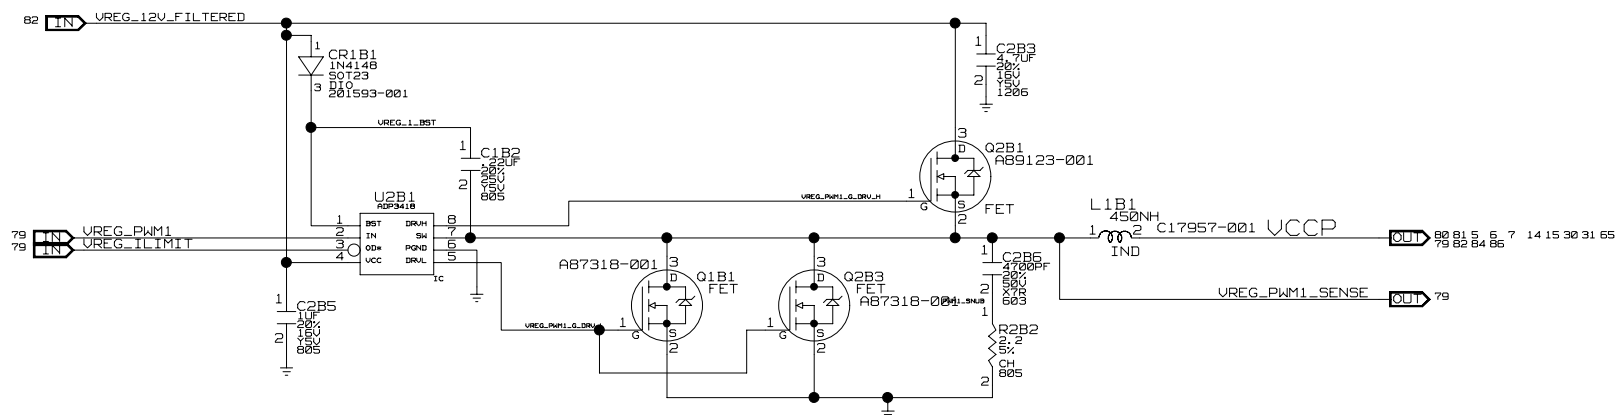 82 IN VREG_12V_FILTERED
1
CR1B1
1N4148
SOT23
DIO
201593-001
3
VREG_1_BST
1
C1B2
.22UF
20%
25V
Y5V
805
2
1
C2B3
4.7UF
20%
16V
Y5V
1206
2
3
D
Q2B1
A89123-001
VREG_PWM1_G_DRV_H
1
G
S
2
FET
U2B1
ADP3418
1 BST DRVH 8
2 IN SW 7
3 OD* PGND 6
4 VCC DRVL 5
IC
79 IN VREG_PWM1
79 IN VREG_ILIMIT
1
C2B5
1UF
20%
16V
Y5V
805
2
A87318-001
3
D
Q1B1
FET
VREG_PWM1_G_DRV
1
G
S
2
3
D
Q2B3
FET
A87318-001
1
G
S
2
1
C2B6
4700PF
20%
50V
X7R
603
2
PWM1_SNUB
1
R2B2
2.2
5%
CH
805
2
L1B1
450NH
1 2
C17957-001
IND
VCCP
OUT 80 81 5 6 7 14 15 30 31 65
79 82 84 86
VREG_PWM1_SENSE OUT 79